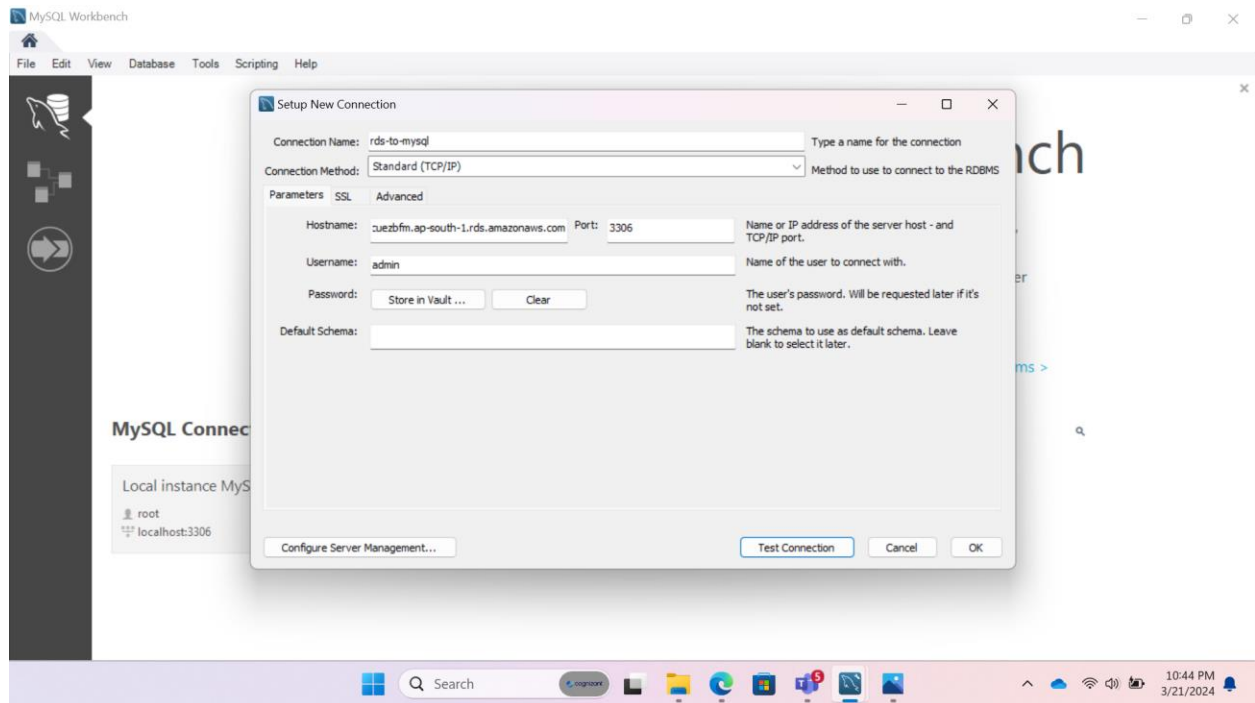 MySQL Workbench
File Edit View Database Tools Scripting Help
Setup New Connection
Connection Name: rds-to-mysql Type a name for the connection
Connection Method: Standard (TCP/IP) Method to use to connect to the RDBMS
nch
Parameters SSL Advanced
Hostname: :uezbfm.ap-south-1.rds.amazonaws.com Port: 3306 Name or IP address of the server host - and
TCP/IP port.
Username: admin Name of the user to connect with.
er
Password: Store in Vault ... Clear The user's password. Will be requested later if it's
not set.
Default Schema: The schema to use as default schema. Leave
blank to select it later.
ms >
MySQL Connec
Local instance MyS
root
localhost:3306
Configure Server Management... Test Connection Cancel OK
Search cognizant 5 10:44 PM
3/21/2024